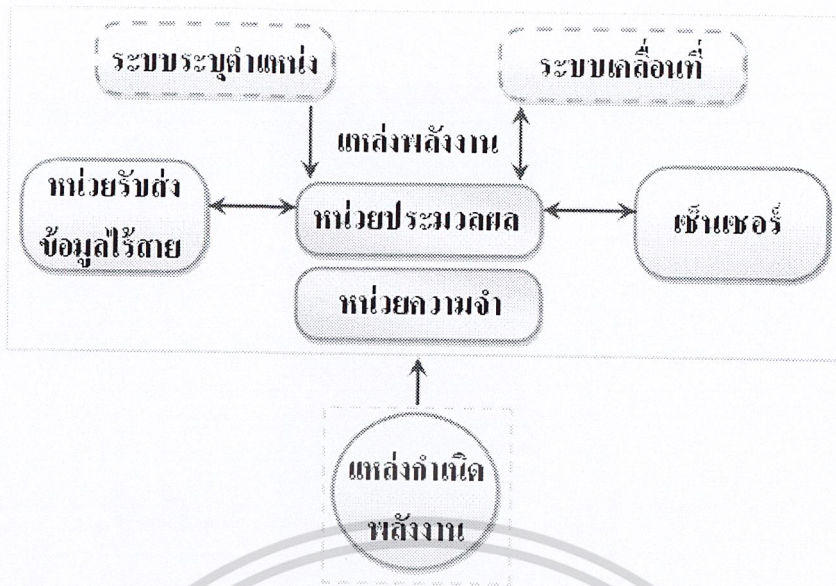 ระบบระบุตำแหน่ง
ระบบเคลื่อนที่
แหล่งพลังงาน
หน่วยรับส่ง
ข้อมูลไร้สาย
หน่วยประมวลผล
เซ็นเซอร์
หน่วยความจำ
แหล่งกำเนิด
พลังงาน